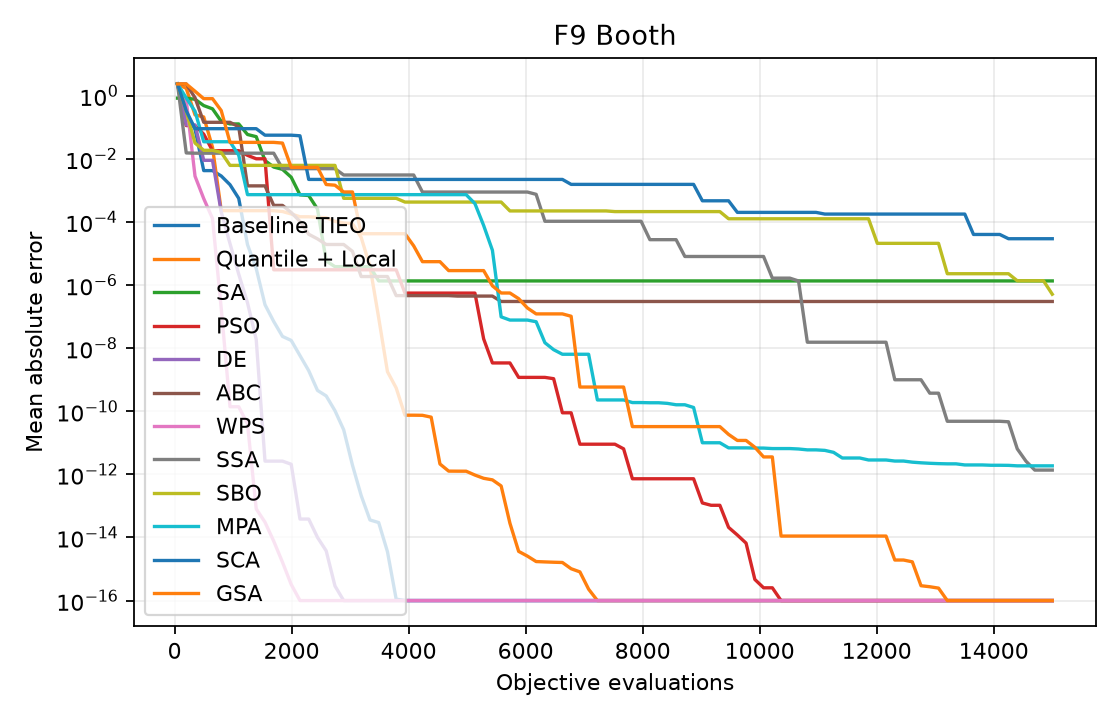 F9 Booth
Mean absolute error
10^0
10^−2
10^−4
10^−6
10^−8
10^−10
10^−12
10^−14
10^−16
Baseline TIEO
Quantile + Local
SA
PSO
DE
ABC
WPS
SSA
SBO
MPA
SCA
GSA
0 2000 4000 6000 8000 10000 12000 14000
Objective evaluations